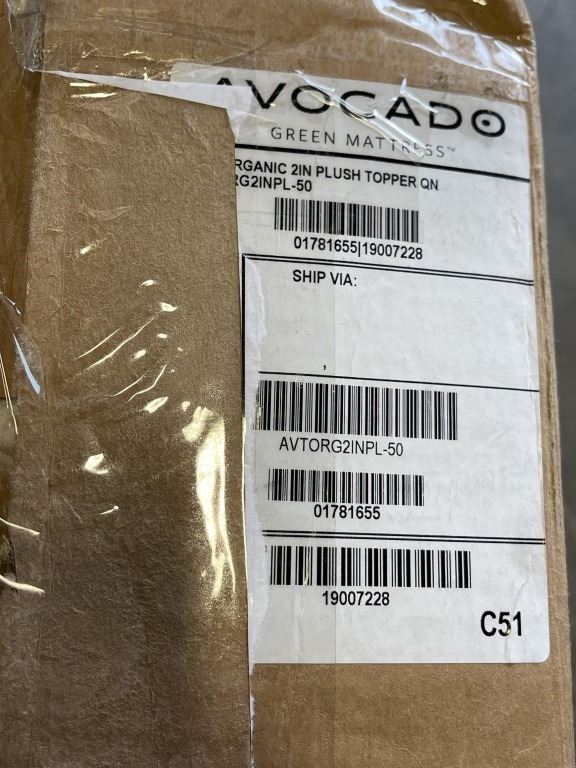 AVOCADO
GREEN MATTRESS™
RGANIC 2IN PLUSH TOPPER QN
RG2INPL-50
01781655|19007228
SHIP VIA:
,
AVTORG2INPL-50
01781655
19007228
C51